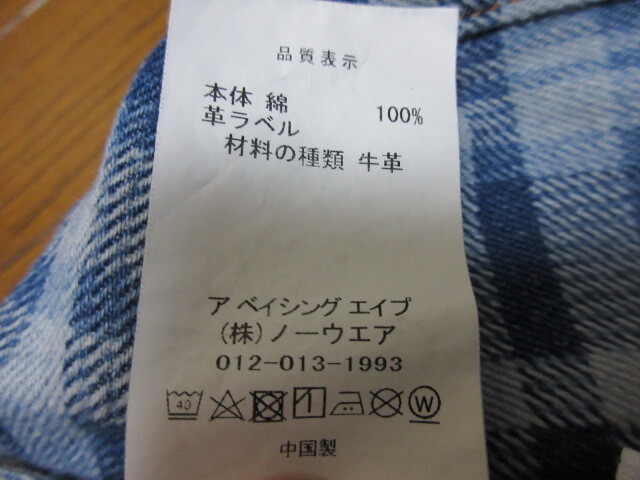 品質表示
本体 綿 100%
革ラベル
材料の種類 牛革
ア ベイシング エイプ
(株)ノーウエア
012-013-1993
40 W
中国製